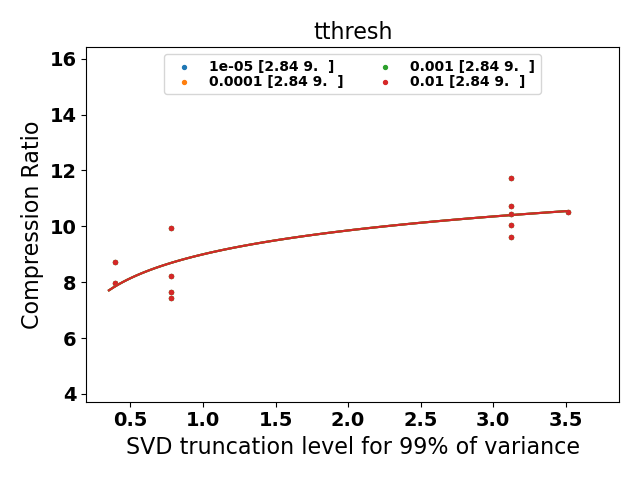 tthresh
1e-05 [2.84 9.  ]
0.0001 [2.84 9.  ]
0.001 [2.84 9.  ]
0.01 [2.84 9.  ]
Compression Ratio
16
14
12
10
8
6
4
0.5 1.0 1.5 2.0 2.5 3.0 3.5
SVD truncation level for 99% of variance